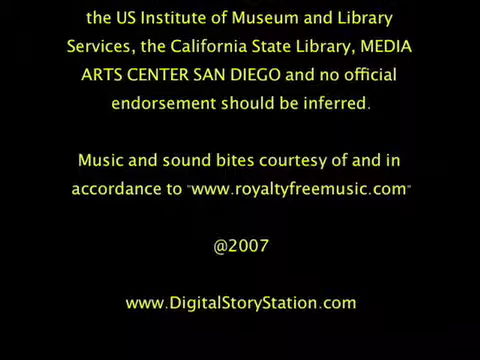 the US Institute of Museum and Library
Services, the California State Library, MEDIA
ARTS CENTER SAN DIEGO and no official
endorsement should be inferred.
Music and sound bites courtesy of and in
accordance to "www.royaltyfreemusic.com"
@2007
www.DigitalStoryStation.com